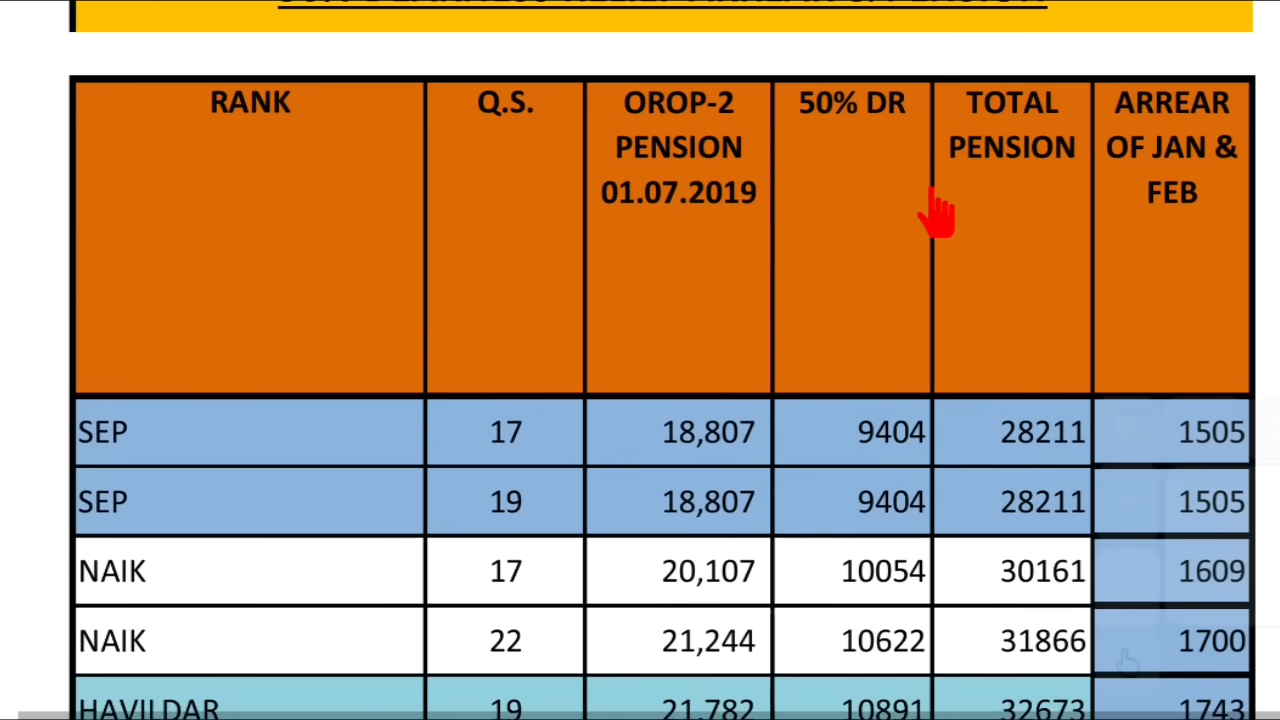 RANK Q.S. OROP-2 PENSION 01.07.2019 50% DR TOTAL PENSION ARREAR OF JAN & FEB
SEP 17 18,807 9404 28211 1505
SEP 19 18,807 9404 28211 1505
NAIK 17 20,107 10054 30161 1609
NAIK 22 21,244 10622 31866 1700
HAVILDAR 19 21,782 10891 32673 1743